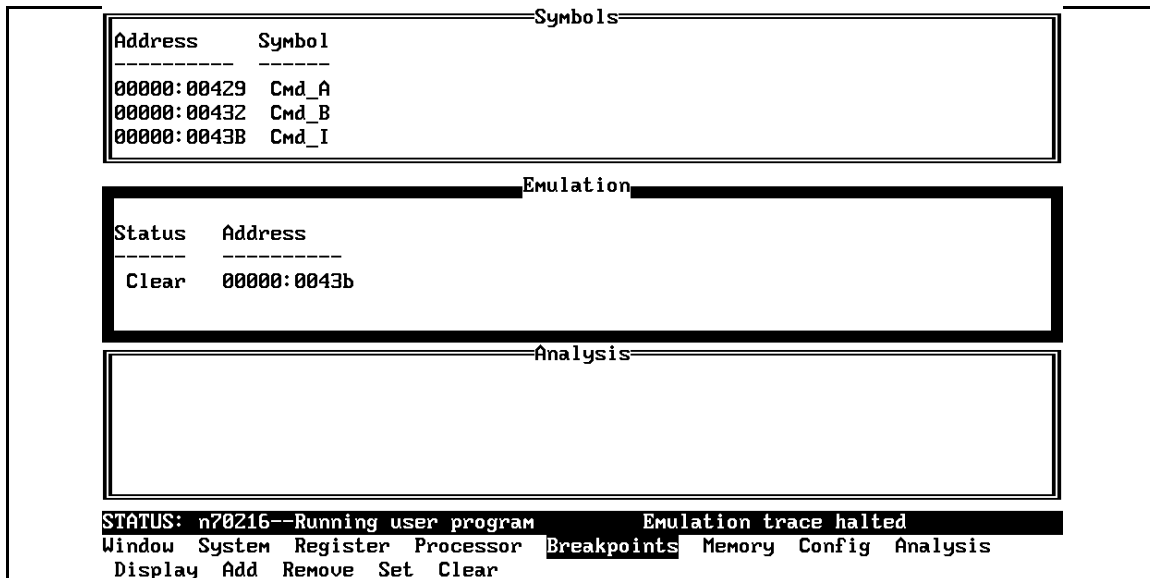 Symbols
Address Symbol
---------- ------
00000:00429 Cmd_A
00000:00432 Cmd_B
00000:0043B Cmd_I
Emulation
Status Address
------ ----------
Clear 00000:0043b
Analysis
STATUS: n70216--Running user program Emulation trace halted
Window System Register Processor Breakpoints Memory Config Analysis
Display Add Remove Set Clear